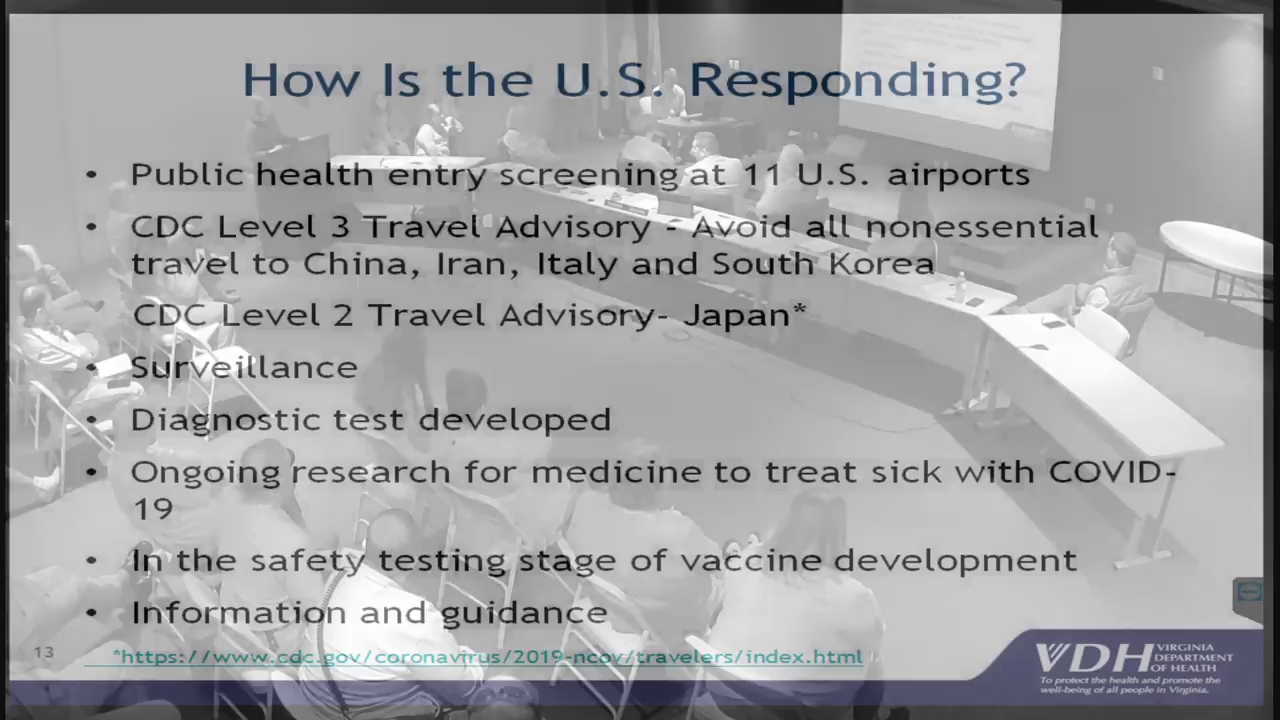 How Is the U.S. Responding?
• Public health entry screening at 11 U.S. airports
• CDC Level 3 Travel Advisory - Avoid all nonessential
travel to China, Iran, Italy and South Korea
CDC Level 2 Travel Advisory- Japan*
• Surveillance
• Diagnostic test developed
• Ongoing research for medicine to treat sick with COVID-
19
• In the safety testing stage of vaccine development
• Information and guidance
*https://www.cdc.gov/coronavirus/2019-ncov/travelers/index.html
13
VDH VIRGINIA
DEPARTMENT
OF HEALTH
To protect the health and promote the
well-being of all people in Virginia.